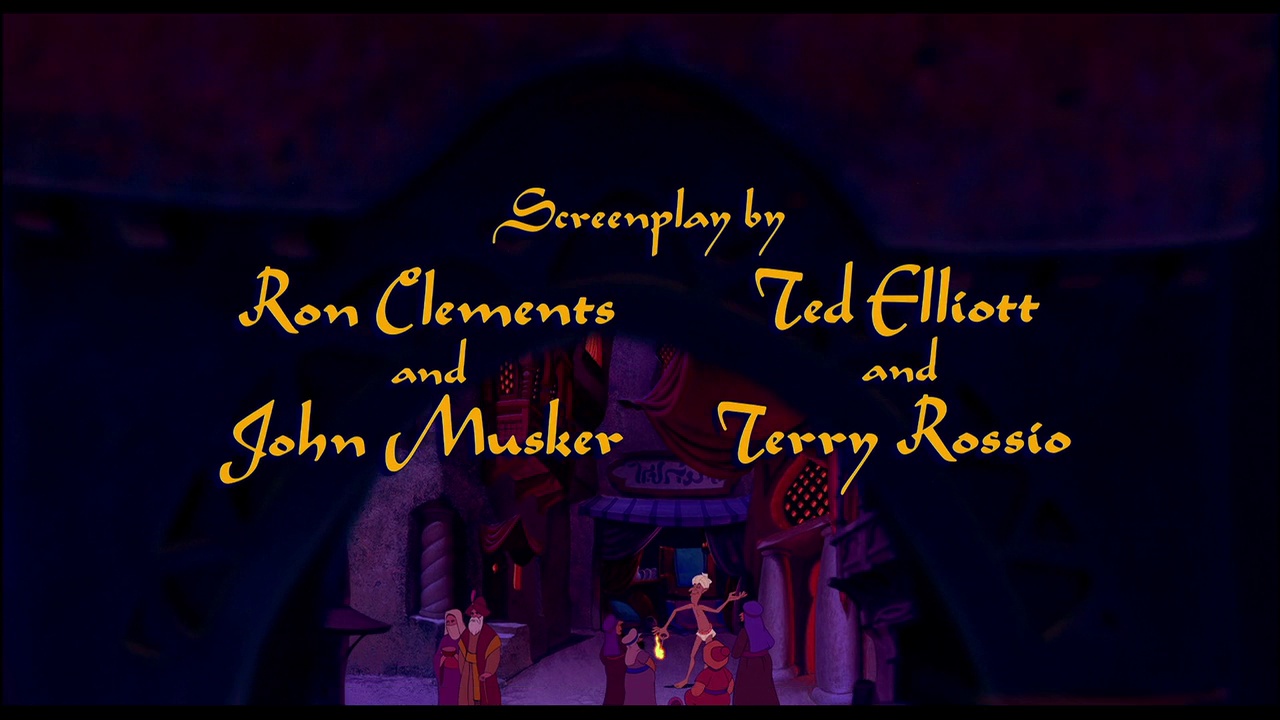 Screenplay by
Ron Clements
and
John Musker
Ted Elliott
and
Terry Rossio